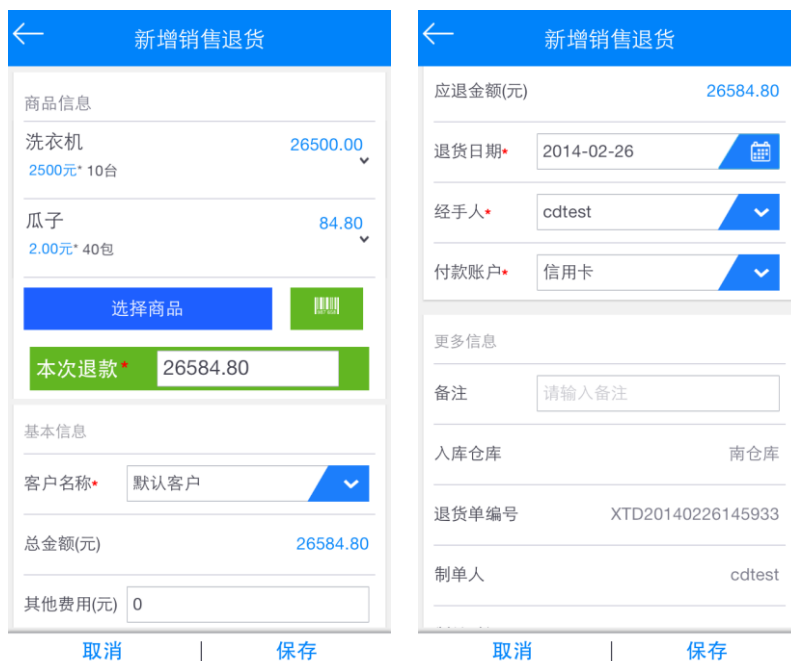 新增销售退货
商品信息
洗衣机
26500.00
2500元* 10台
瓜子
84.80
2.00元* 40包
选择商品
本次退款*
26584.80
基本信息
客户名称*
默认客户
总金额(元)
26584.80
其他费用(元)
0
取消
保存
新增销售退货
应退金额(元)
26584.80
退货日期*
2014-02-26
经手人*
cdtest
付款账户*
信用卡
更多信息
备注
请输入备注
入库仓库
南仓库
退货单编号
XTD20140226145933
制单人
cdtest
取消
保存